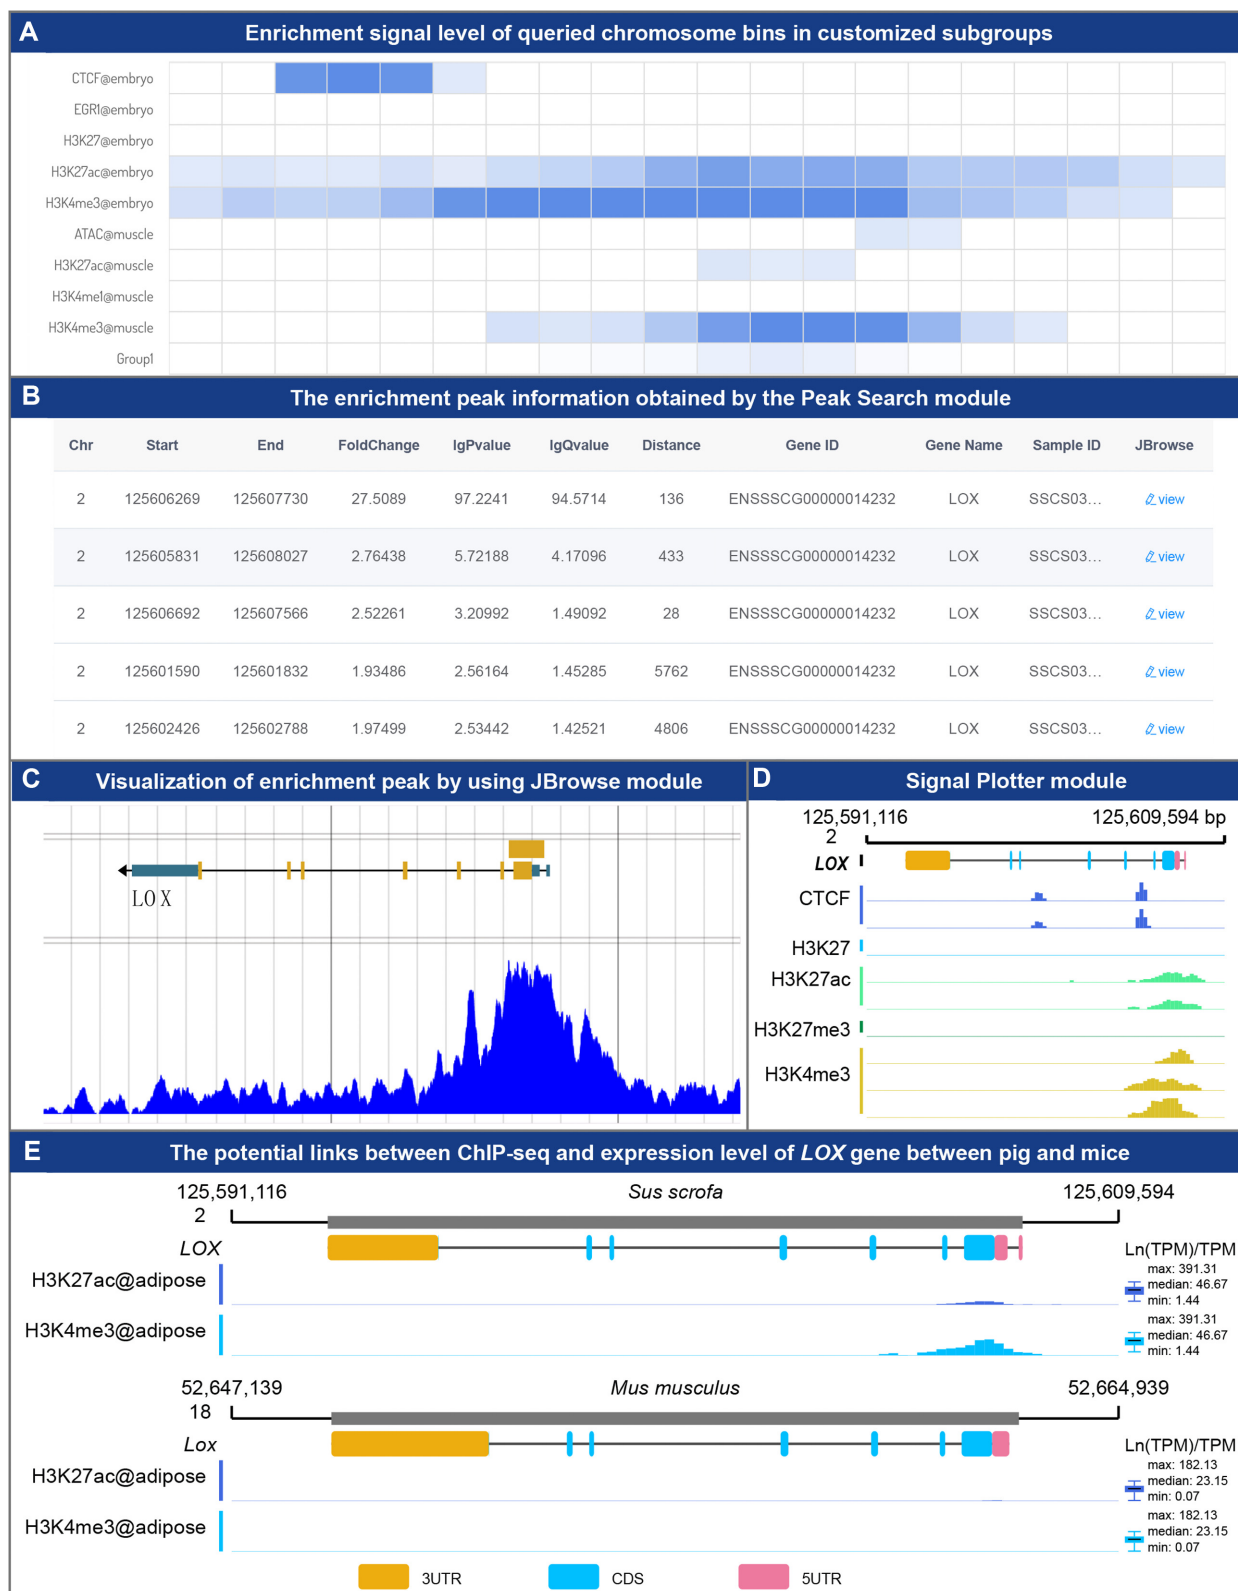 A Enrichment signal level of queried chromosome bins in customized subgroups
CTCF@embryo
EGR1@embryo
H3K27@embryo
H3K27ac@embryo
H3K4me3@embryo
ATAC@muscle
H3K27ac@muscle
H3K4me1@muscle
H3K4me3@muscle
Group1
B The enrichment peak information obtained by the Peak Search module
Chr Start End FoldChange lgPvalue lgQvalue Distance Gene ID Gene Name Sample ID JBrowse
2 125606269 125607730 27.5089 97.2241 94.5714 136 ENSSSCG00000014232 LOX SSCS03... view
2 125605831 125608027 2.76438 5.72188 4.17096 433 ENSSSCG00000014232 LOX SSCS03... view
2 125606692 125607566 2.52261 3.20992 1.49092 28 ENSSSCG00000014232 LOX SSCS03... view
2 125601590 125601832 1.93486 2.56164 1.45285 5762 ENSSSCG00000014232 LOX SSCS03... view
2 125602426 125602788 1.97499 2.53442 1.42521 4806 ENSSSCG00000014232 LOX SSCS03... view
C Visualization of enrichment peak by using JBrowse module
LOX
D Signal Plotter module
125,591,116 125,609,594 bp
2
LOX
CTCF
H3K27
H3K27ac
H3K27me3
H3K4me3
E The potential links between ChIP-seq and expression level of LOX gene between pig and mice
125,591,116 Sus scrofa 125,609,594
2
LOX Ln(TPM)/TPM
H3K27ac@adipose
max: 391.31
median: 46.67
min: 1.44
H3K4me3@adipose
max: 391.31
median: 46.67
min: 1.44
52,647,139 Mus musculus 52,664,939
18
Lox Ln(TPM)/TPM
H3K27ac@adipose
max: 182.13
median: 23.15
min: 0.07
H3K4me3@adipose
max: 182.13
median: 23.15
min: 0.07
3UTR CDS 5UTR